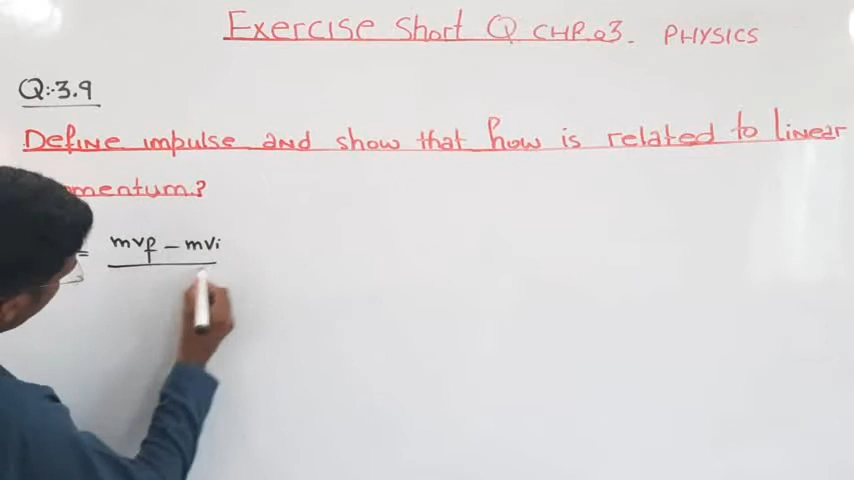 Exercise Short Q CHP.03. PHYSICS
Q:-3.9
Define impulse and show that how is related to linear
mentum.?
= mvf - mvi